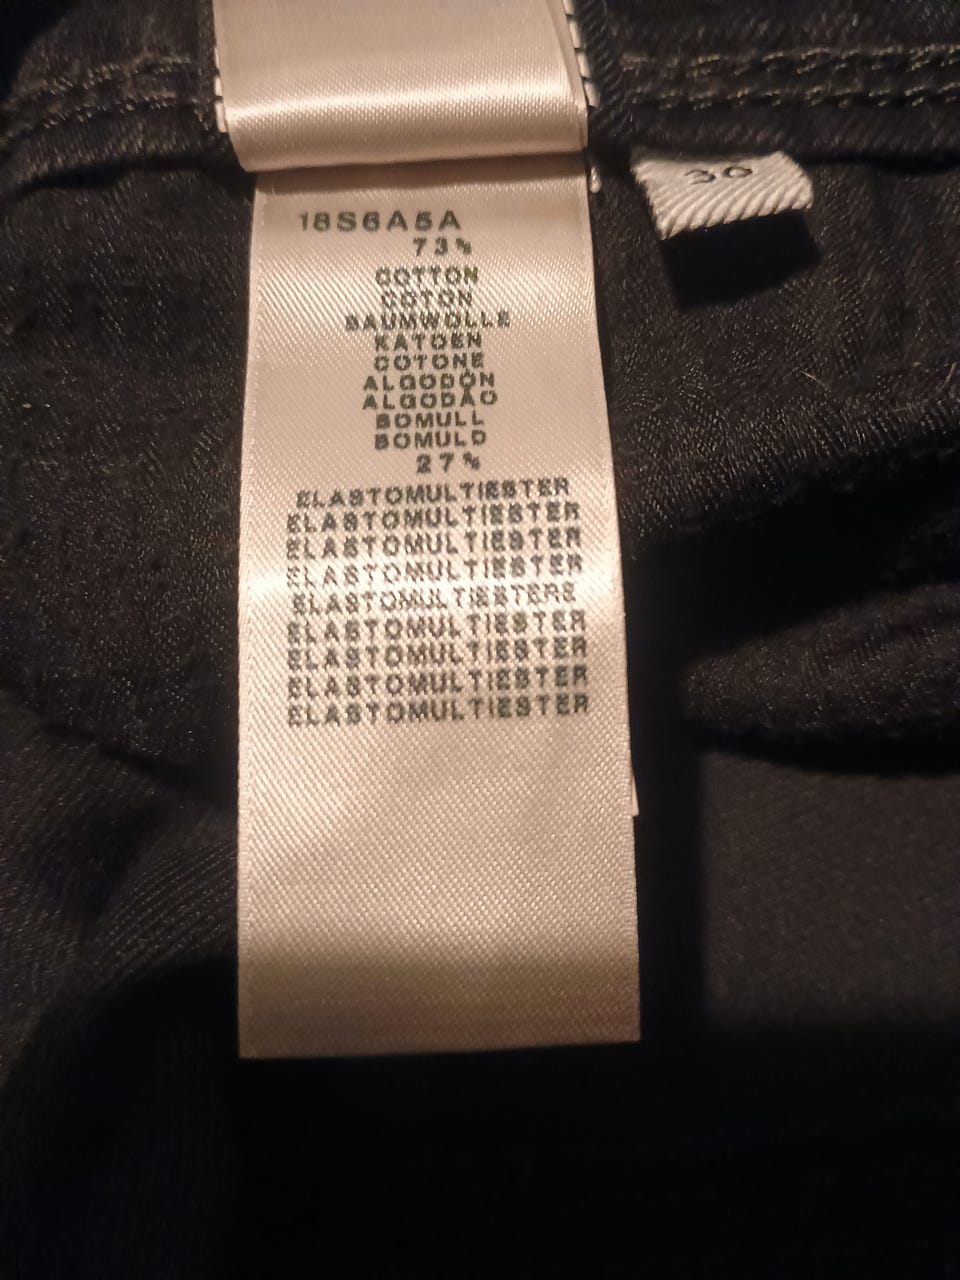 18S6A5A
73%
COTTON
COTON
BAUMWOLLE
KATOEN
COTONE
ALGODÓN
ALGODÃO
BOMULL
BOMULD
27%
ELASTOMULTIESTER
ELASTOMULTIESTER
ELASTOMULTIESTER
ELASTOMULTIESTER
ELASTOMULTIESTERE
ELASTOMULTIESTER
ELASTOMULTIESTER
ELASTOMULTIESTER
ELASTOMULTIESTER
30